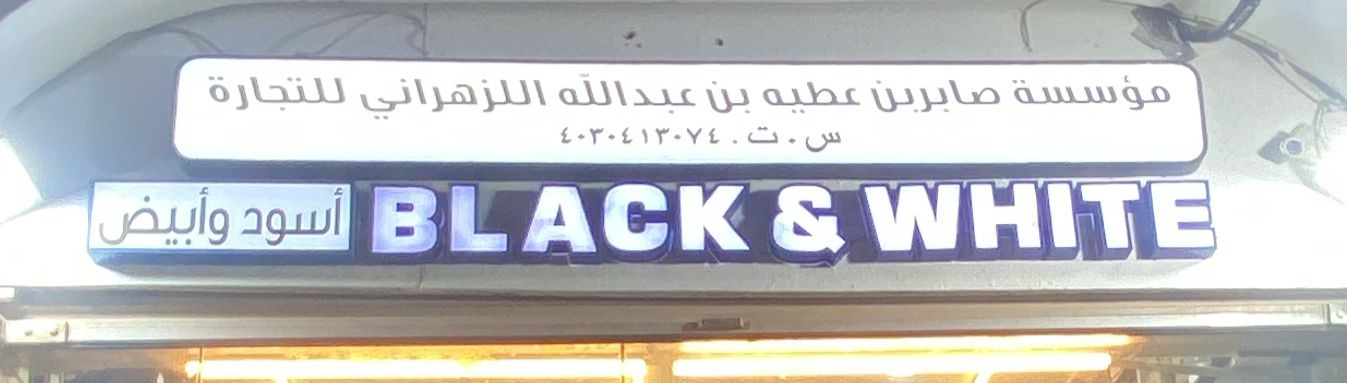 مؤسسة صابربن عطيه بن عبدالله اللزهراني للتجارة
س . ت . ٤٠٣٠٤١٣٠٧٤
أسود وأبيض BLACK & WHITE